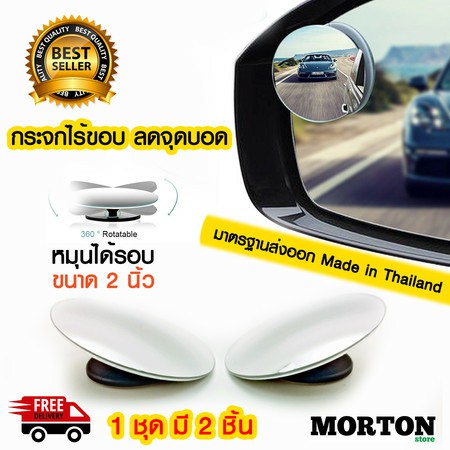 BEST QUALITY
BEST
SELLER
BEST QUALITY
กระจกไร้ขอบ ลดจุดบอด
360 ° Rotatable
หมุนได้รอบ
ขนาด 2 นิ้ว
มาตรฐานส่งออก Made in Thailand
FREE
DELIVERY
1 ชุด มี 2 ชิ้น
MORTON
store